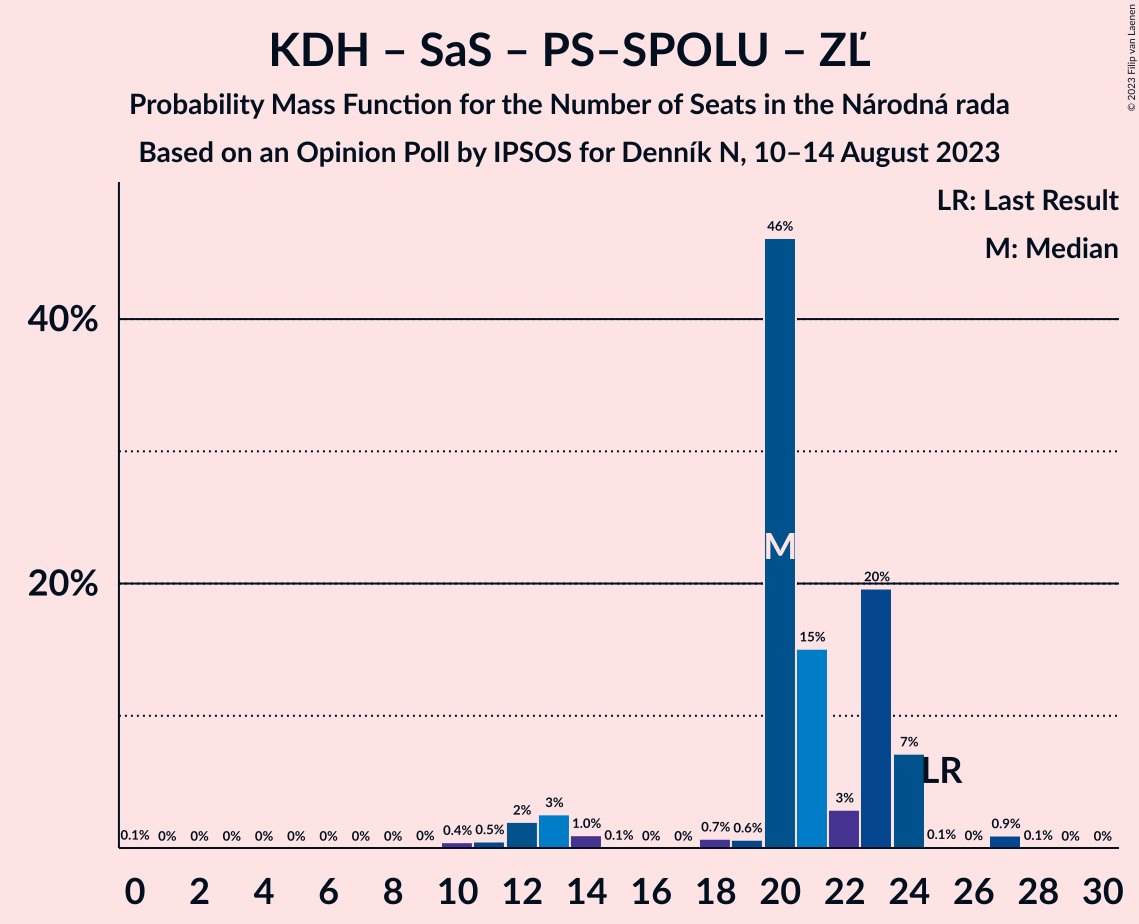 KDH – SaS – PS–SPOLU – ZĽ
Probability Mass Function for the Number of Seats in the Národná rada
Based on an Opinion Poll by IPSOS for Denník N, 10–14 August 2023
© 2023 Filip van Laenen
LR: Last Result
M: Median
40%
20%
0.1% 0% 0% 0% 0% 0% 0% 0% 0% 0% 0.4% 0.5% 2% 3% 1.0% 0.1% 0% 0% 0.7% 0.6% 46% 15% 3% 20% 7% 0.1% 0% 0.9% 0.1% 0% 0%
M
LR
0 2 4 6 8 10 12 14 16 18 20 22 24 26 28 30